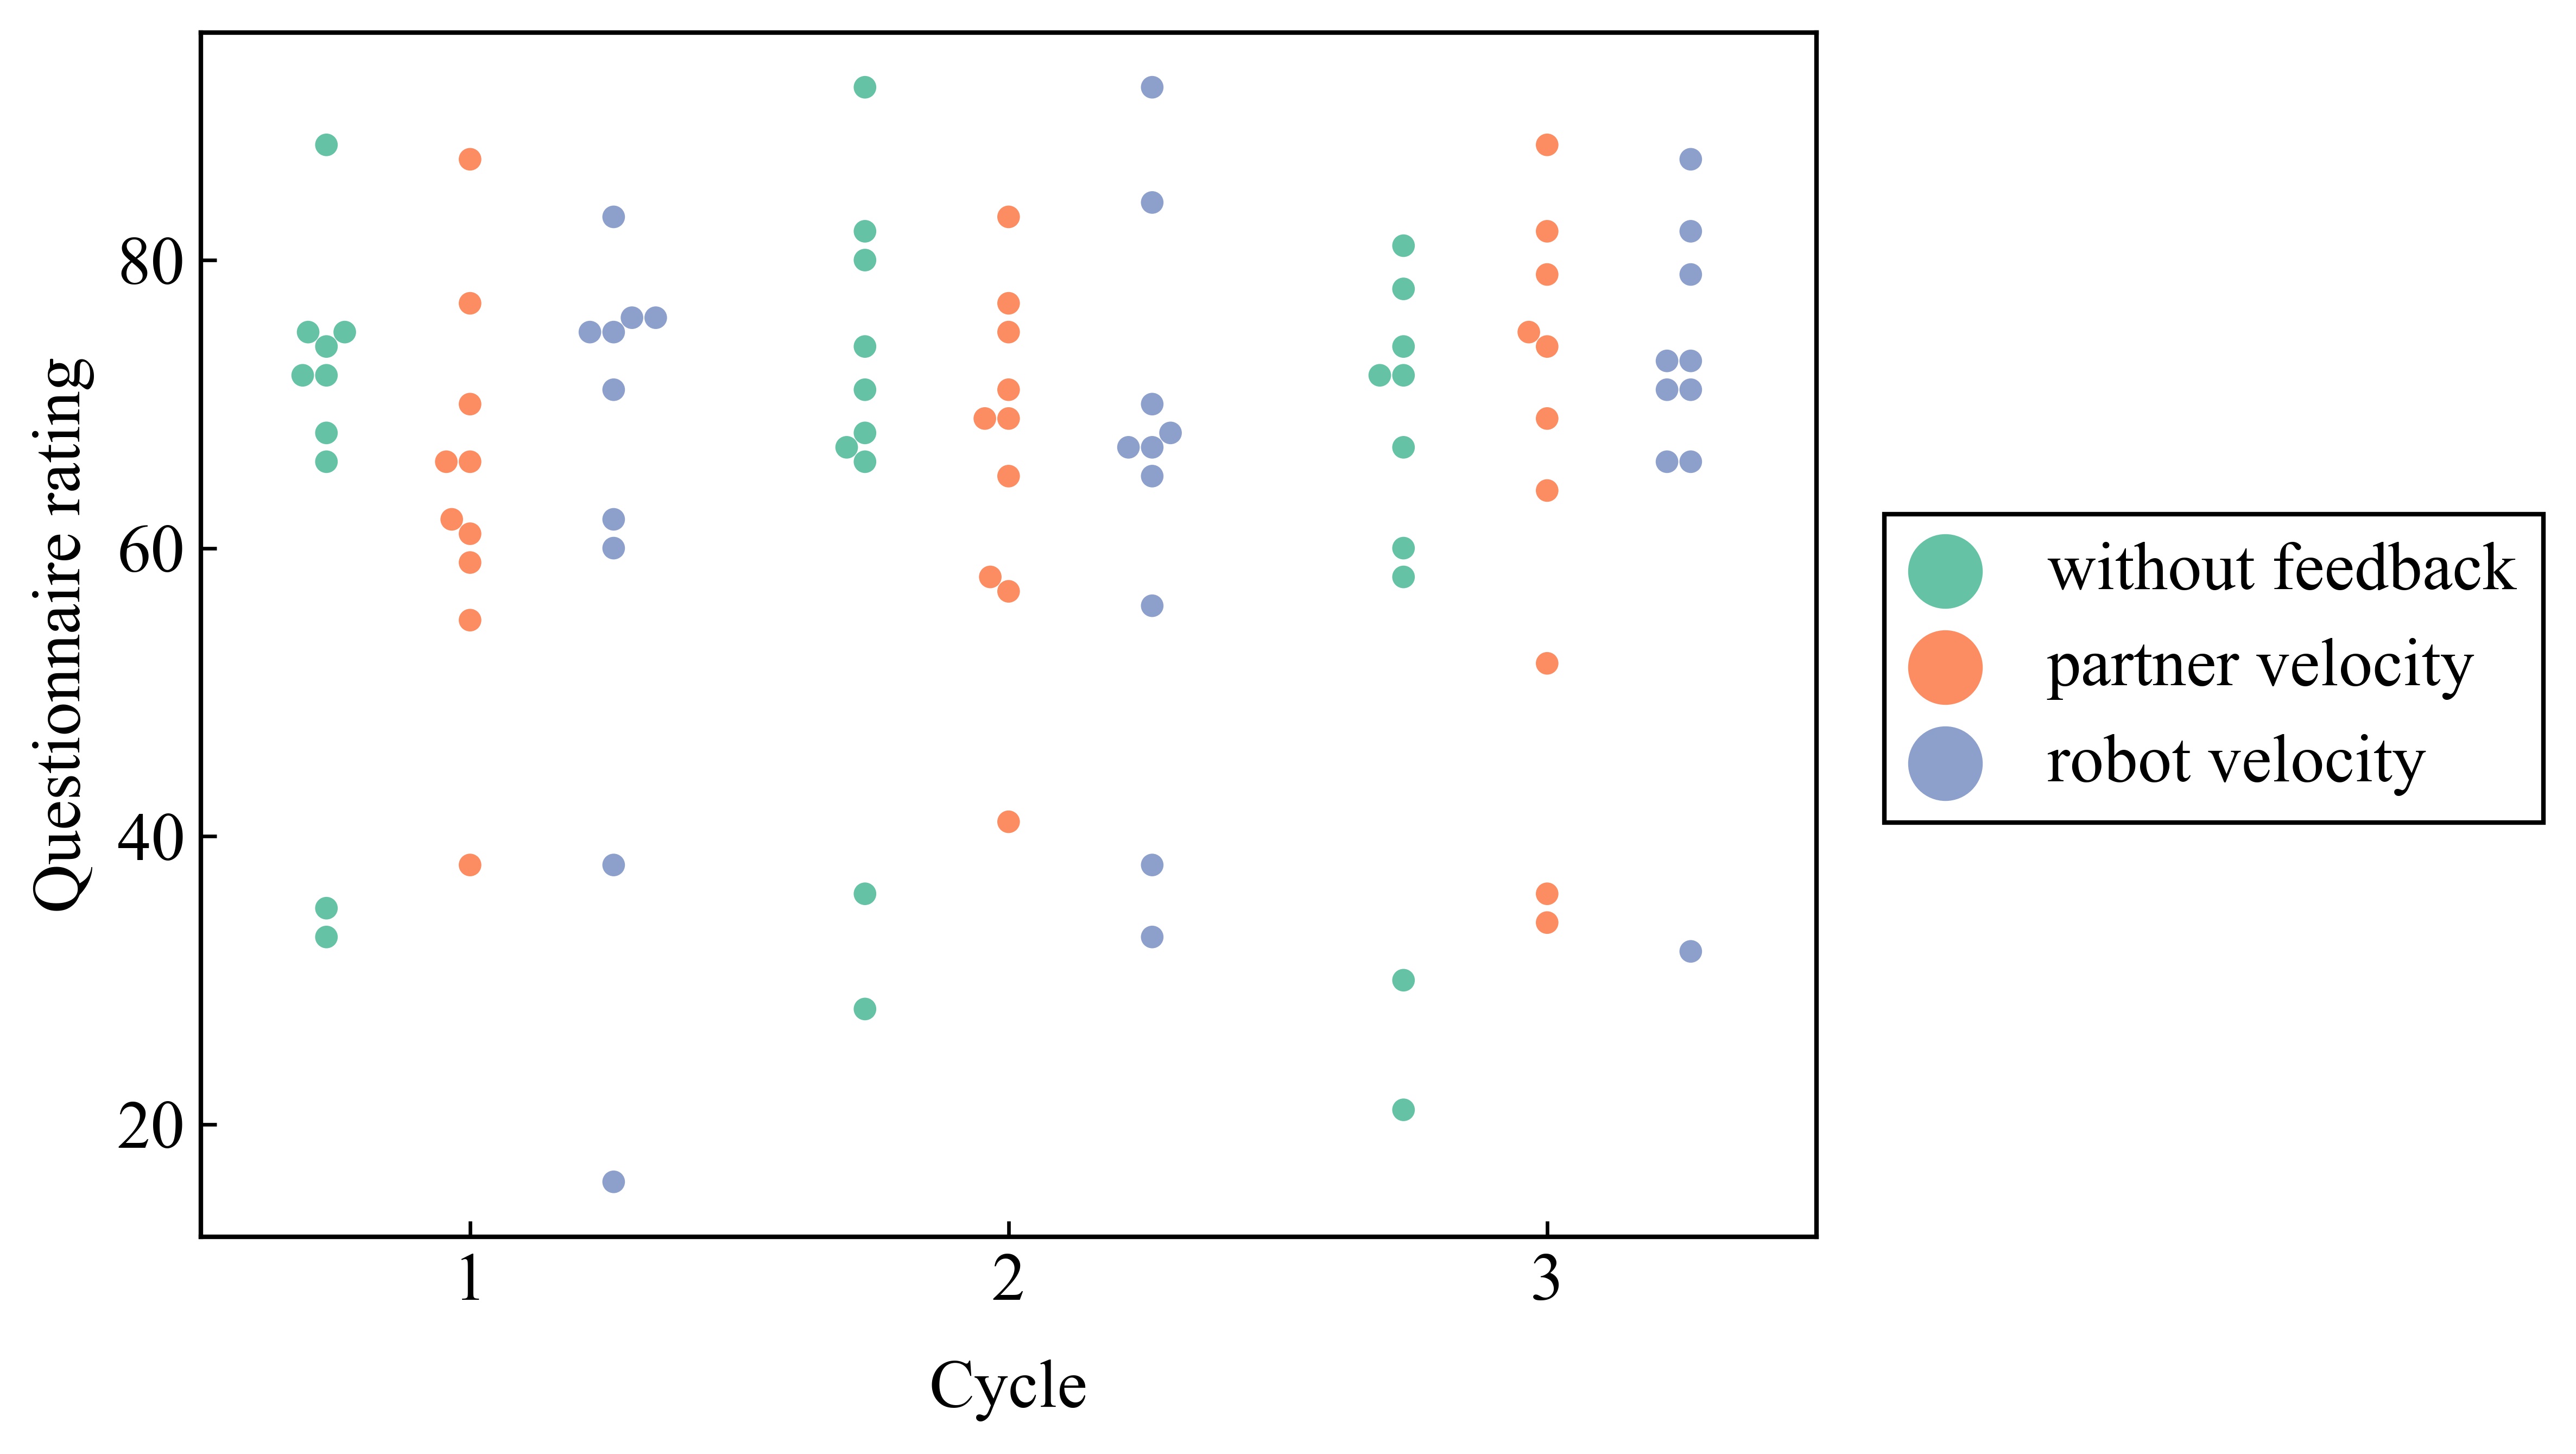 Questionnaire rating
80
60
40
20
1
2
3
Cycle
without feedback
partner velocity
robot velocity